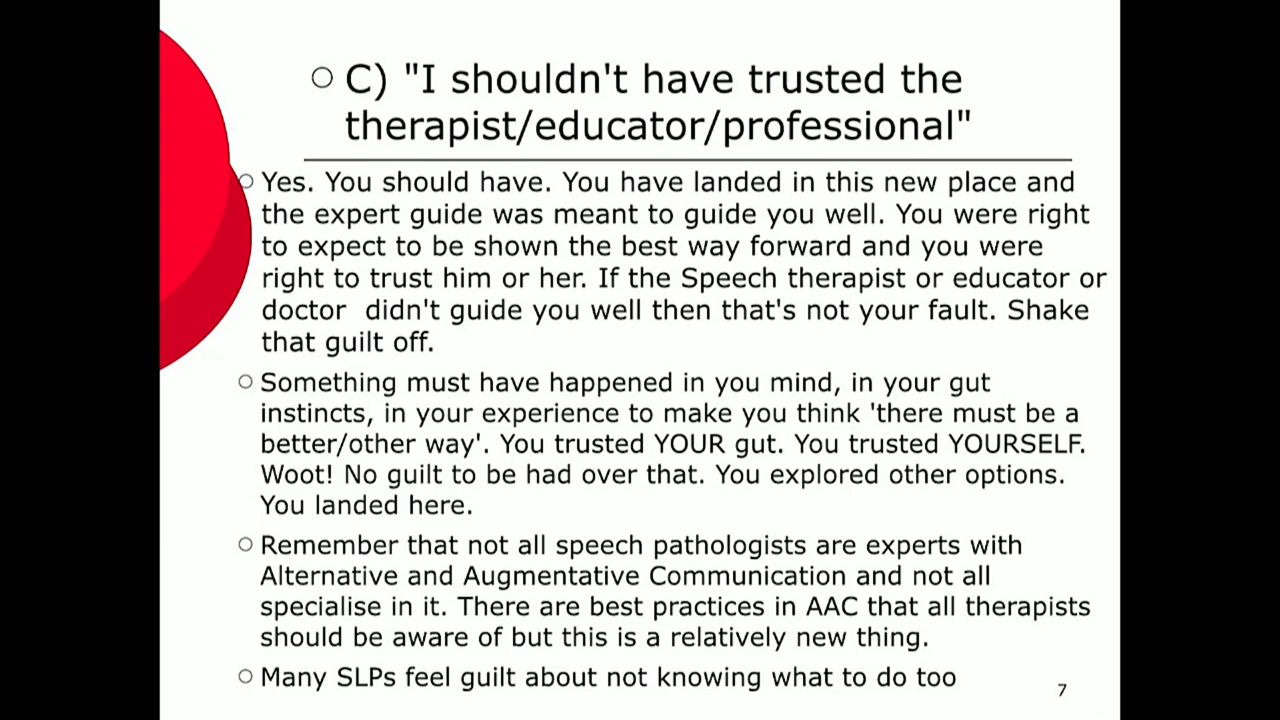 C) "I shouldn't have trusted the
therapist/educator/professional"
Yes. You should have. You have landed in this new place and
the expert guide was meant to guide you well. You were right
to expect to be shown the best way forward and you were
right to trust him or her. If the Speech therapist or educator or
doctor  didn't guide you well then that's not your fault. Shake
that guilt off.
Something must have happened in you mind, in your gut
instincts, in your experience to make you think 'there must be a
better/other way'. You trusted YOUR gut. You trusted YOURSELF.
Woot! No guilt to be had over that. You explored other options.
You landed here.
Remember that not all speech pathologists are experts with
Alternative and Augmentative Communication and not all
specialise in it. There are best practices in AAC that all therapists
should be aware of but this is a relatively new thing.
Many SLPs feel guilt about not knowing what to do too
7